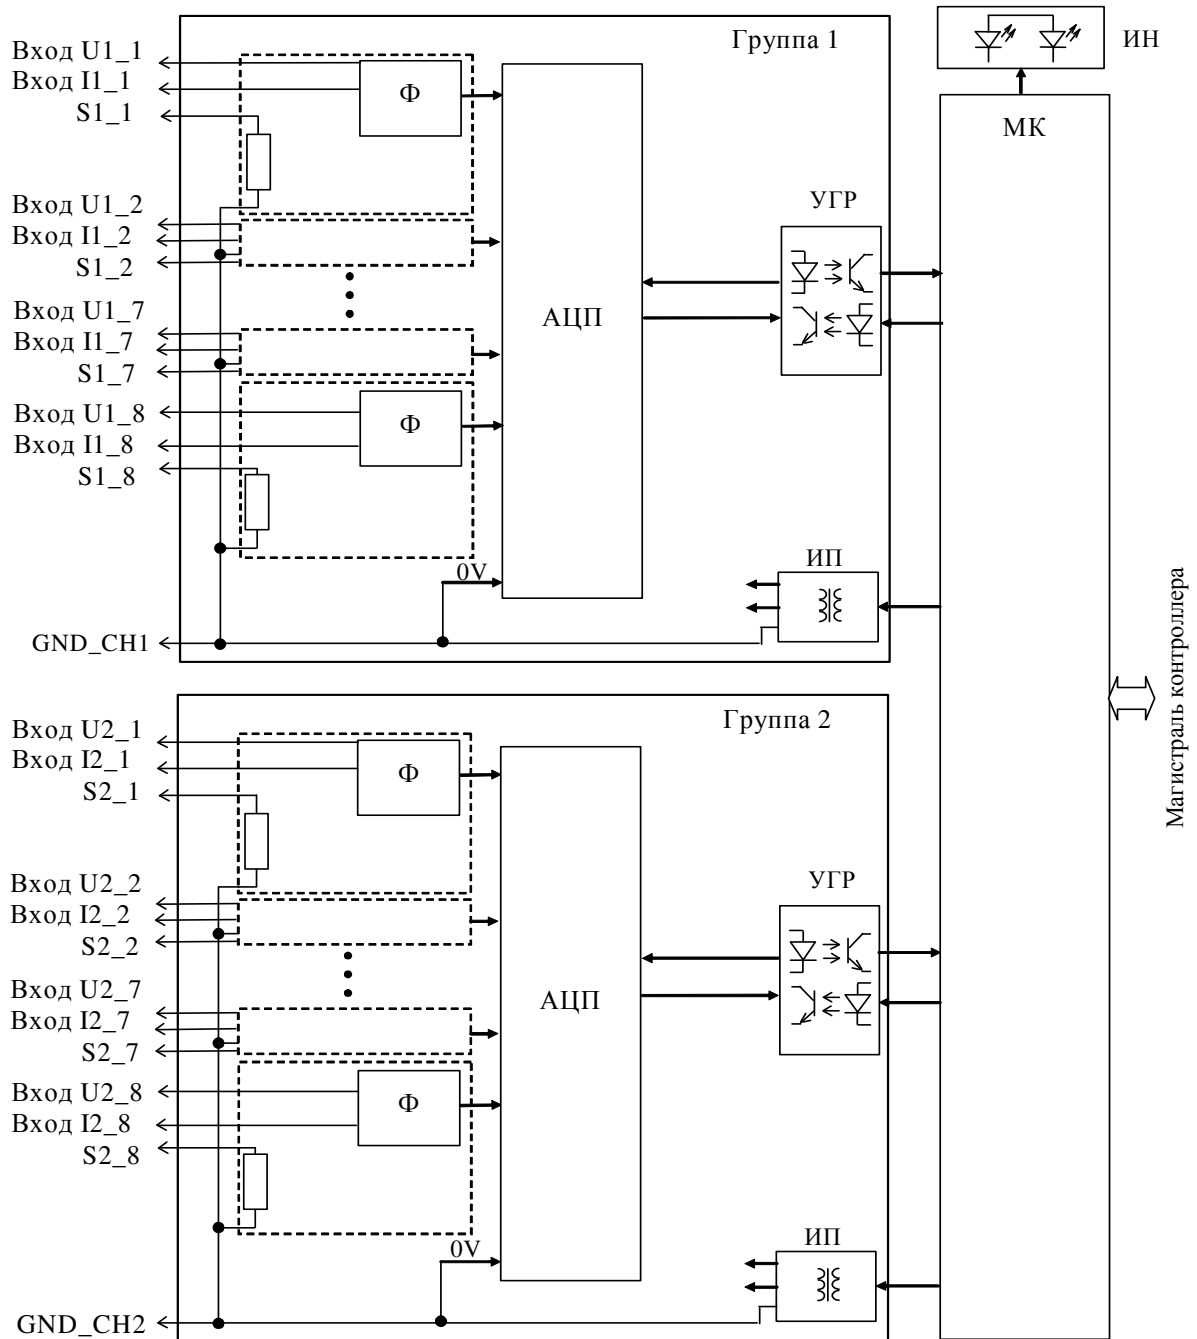 Группа 1
ИН
Вход U1_1
Вход I1_1
S1_1
Ф
МК
Вход U1_2
Вход I1_2
S1_2
УГР
Вход U1_7
Вход I1_7
S1_7
АЦП
Вход U1_8
Вход I1_8
S1_8
Ф
ИП
0V
GND_CH1
Магистраль контроллера
Группа 2
Вход U2_1
Вход I2_1
S2_1
Ф
Вход U2_2
Вход I2_2
S2_2
УГР
Вход U2_7
Вход I2_7
S2_7
АЦП
Вход U2_8
Вход I2_8
S2_8
Ф
ИП
0V
GND_CH2